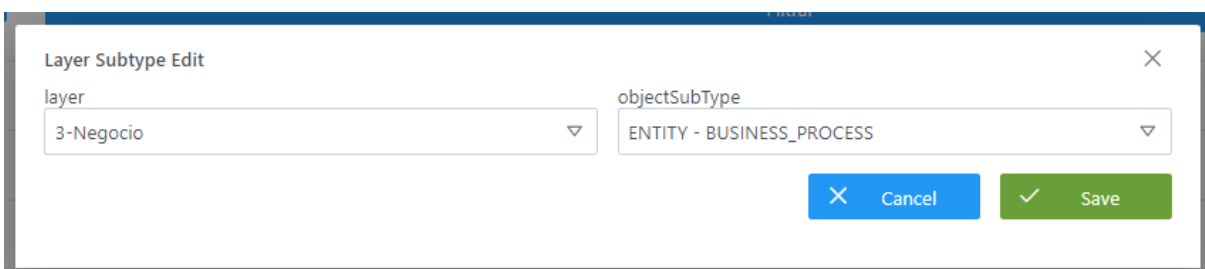 Layer Subtype Edit
layer
objectSubType
3-Negocio
ENTITY - BUSINESS_PROCESS
Cancel
Save